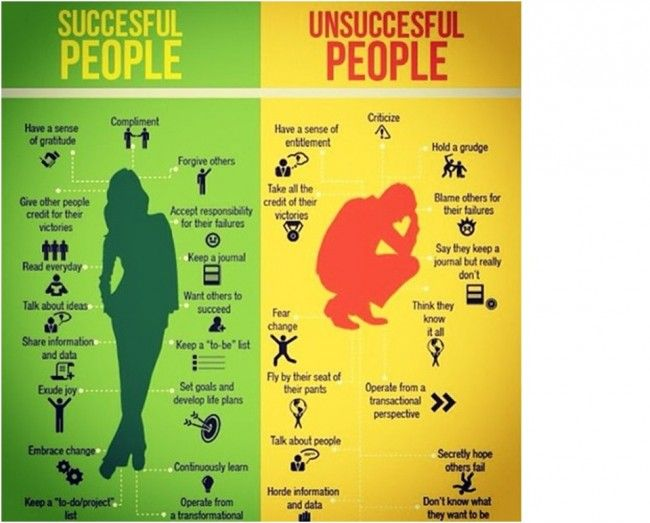 SUCCESFUL
PEOPLE
UNSUCCESFUL
PEOPLE
Have a sense
of gratitude
Compliment
Forgive others
Give other people
credit for their
victories
Accept responsibility
for their failures
Keep a journal
Read everyday
Want others to
succeed
Talk about ideas
Share information
and data
Keep a "to-be" list
Exude joy
Set goals and
develop life plans
Embrace change
Continuously learn
Keep a "to-do/project"
list
Operate from
a transformational
Have a sense of
entitlement
Criticize
Hold a grudge
Take all the
credit of their
victories
Blame others for
their failures
Say they keep a
journal but really
don't
Fear
change
Think they
know
it all
Fly by their seat of
their pants
Operate from a
transactional
perspective
Talk about people
Secretly hope
others fail
Horde information
and data
Don't know what
they want to be